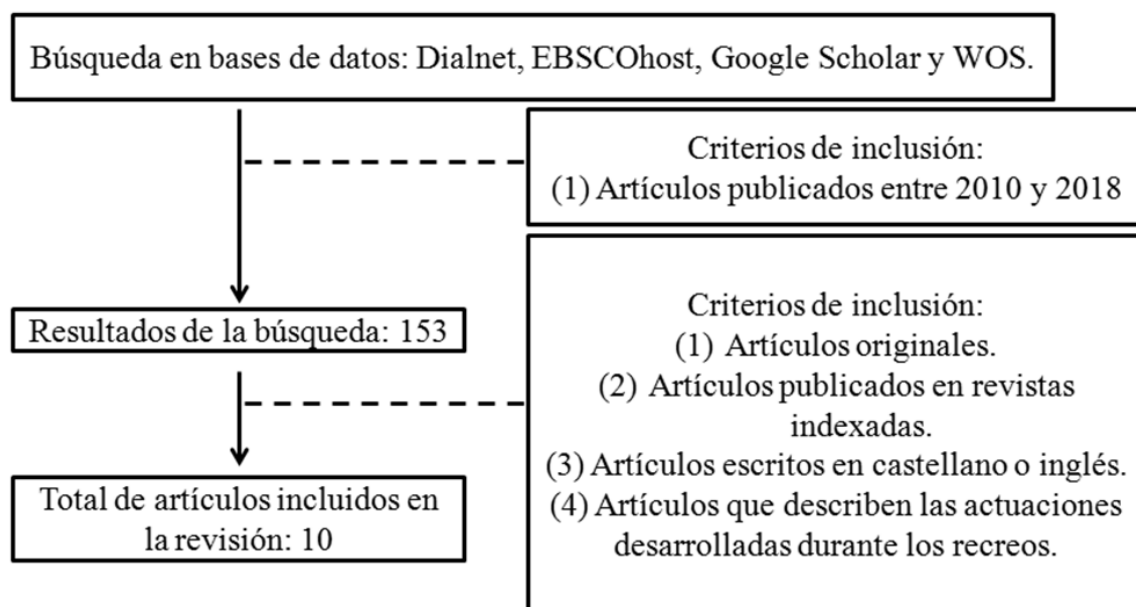 Búsqueda en bases de datos: Dialnet, EBSCOhost, Google Scholar y WOS.
Criterios de inclusión:
(1) Artículos publicados entre 2010 y 2018
Resultados de la búsqueda: 153
Criterios de inclusión:
(1) Artículos originales.
(2) Artículos publicados en revistas
indexadas.
(3) Artículos escritos en castellano o inglés.
(4) Artículos que describen las actuaciones
desarrolladas durante los recreos.
Total de artículos incluidos en
la revisión: 10